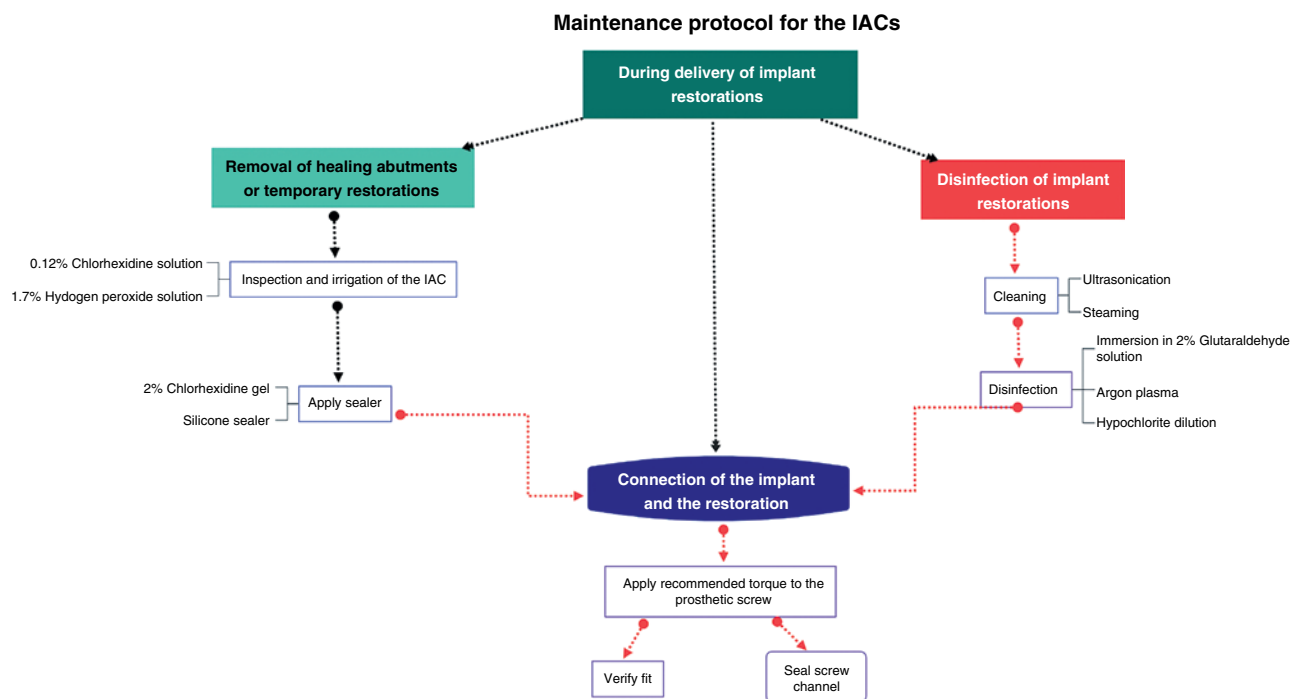 Maintenance protocol for the IACs
During delivery of implant
restorations
Removal of healing abutments
or temporary restorations
Disinfection of implant
restorations
0.12% Chlorhexidine solution
1.7% Hydogen peroxide solution
Inspection and irrigation of the IAC
Cleaning
Ultrasonication
Steaming
2% Chlorhexidine gel
Silicone sealer
Apply sealer
Disinfection
Immersion in 2% Glutaraldehyde
solution
Argon plasma
Hypochlorite dilution
Connection of the implant
and the restoration
Apply recommended torque to the
prosthetic screw
Verify fit
Seal screw
channel